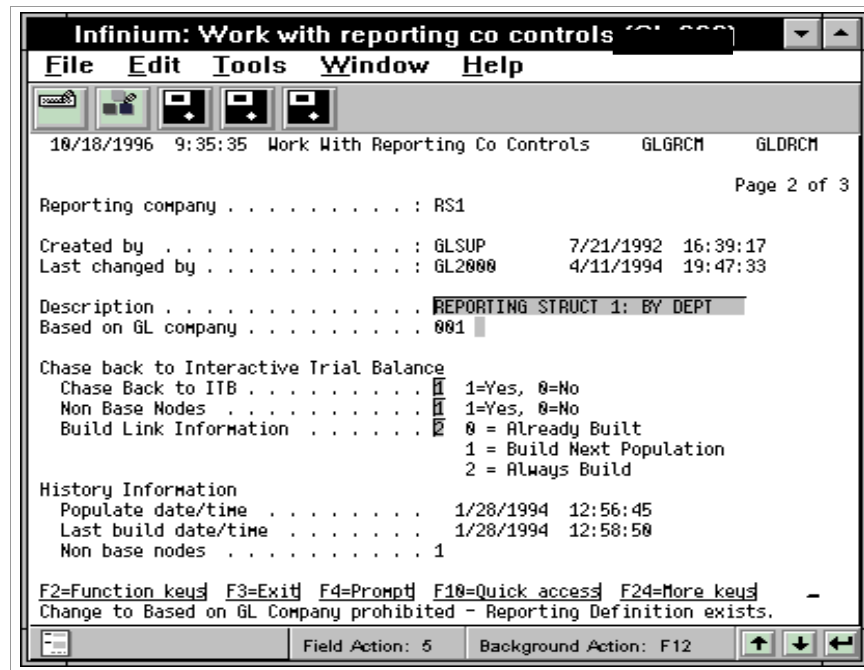 Infinium: Work with reporting co controls
File Edit Tools Window Help
10/18/1996 9:35:35 Work With Reporting Co Controls GLGRCM GLDRCM
Page 2 of 3
Reporting company . . . . . . . . . . : RS1
Created by . . . . . . . . . . . . . : GLSUP 7/21/1992 16:39:17
Last changed by . . . . . . . . . . . : GL2000 4/11/1994 19:47:33
Description . . . . . . . . . . . . . REPORTING STRUCT 1: BY DEPT
Based on GL company . . . . . . . . . 001
Chase back to Interactive Trial Balance
Chase Back to ITB . . . . . . . . . 1 1=Yes, 0=No
Non Base Nodes . . . . . . . . . . 1 1=Yes, 0=No
Build Link Information . . . . . . 2 0 = Already Built
1 = Build Next Population
2 = Always Build
History Information
Populate date/time . . . . . . . . 1/28/1994 12:56:45
Last build date/time . . . . . . . 1/28/1994 12:58:50
Non base nodes . . . . . . . . . . 1
F2=Function keys F3=Exit F4=Prompt F10=Quick access F24=More keys
Change to Based on GL Company prohibited - Reporting Definition exists.
Field Action: 5 Background Action: F12